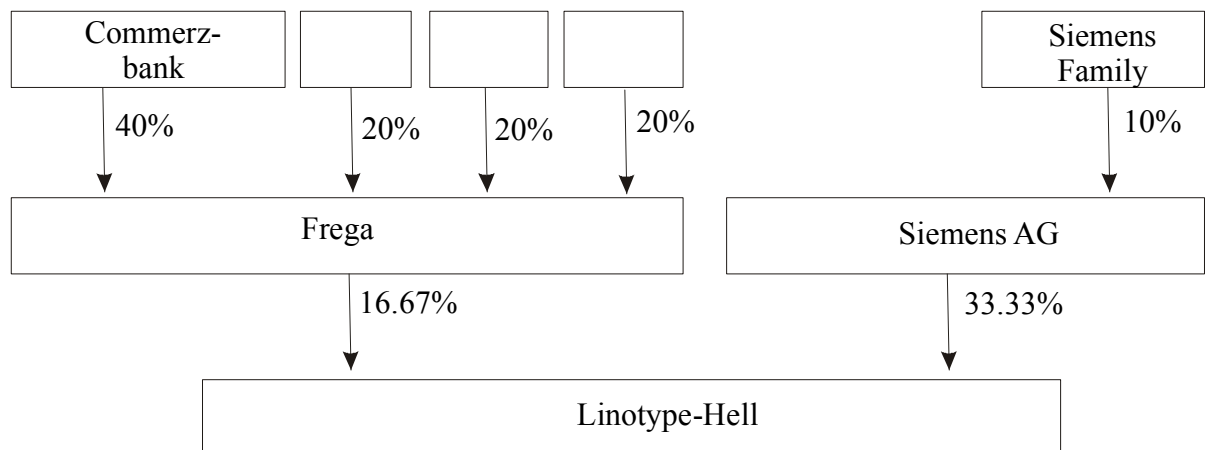 Commerz-
bank
Siemens
Family
40%
20%
20%
20%
10%
Frega
Siemens AG
16.67%
33.33%
Linotype-Hell